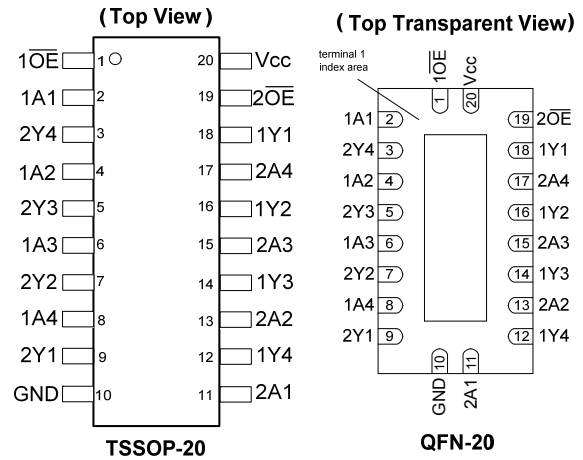 (Top View)
1O̅E̅ 1 20 Vcc
1A1 2 19 2O̅E̅
2Y4 3 18 1Y1
1A2 4 17 2A4
2Y3 5 16 1Y2
1A3 6 15 2A3
2Y2 7 14 1Y3
1A4 8 13 2A2
2Y1 9 12 1Y4
GND 10 11 2A1
TSSOP-20
(Top Transparent View)
terminal 1
index area
1O̅E̅ Vcc
1 20
1A1 2 19 2O̅E̅
2Y4 3 18 1Y1
1A2 4 17 2A4
2Y3 5 16 1Y2
1A3 6 15 2A3
2Y2 7 14 1Y3
1A4 8 13 2A2
2Y1 9 12 1Y4
10 11
GND 2A1
QFN-20